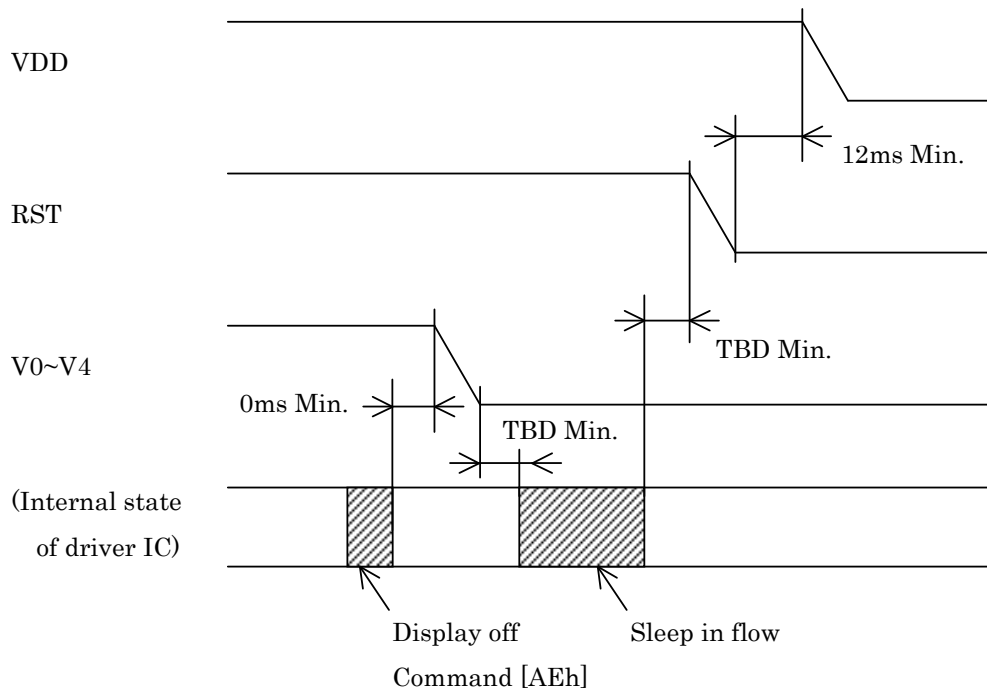 VDD
12ms Min.
RST
TBD Min.
V0~V4
0ms Min.
TBD Min.
(Internal state
of driver IC)
Display off
Command [AEh]
Sleep in flow